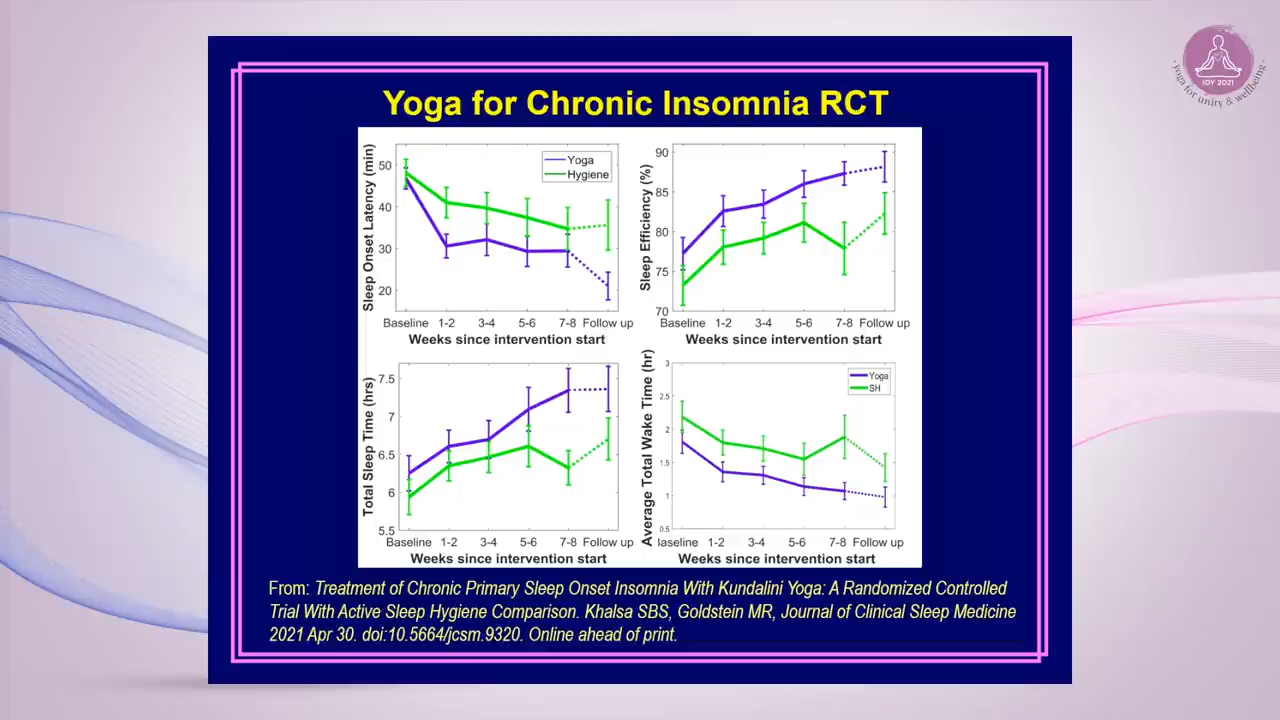 IDY 2021
yoga for unity & wellbeing
Yoga for Chronic Insomnia RCT
Sleep Onset Latency (min)
50
40
30
20
Yoga
Hygiene
Baseline 1-2 3-4 5-6 7-8 Follow up
Weeks since intervention start
Sleep Efficiency (%)
90
85
80
75
70
Baseline 1-2 3-4 5-6 7-8 Follow up
Weeks since intervention start
Total Sleep Time (hrs)
7.5
7
6.5
6
5.5
Baseline 1-2 3-4 5-6 7-8 Follow up
Weeks since intervention start
Average Total Wake Time (hr)
3
2.5
2
1.5
1
0.5
Yoga
SH
Baseline 1-2 3-4 5-6 7-8 Follow up
Weeks since intervention start
From: Treatment of Chronic Primary Sleep Onset Insomnia With Kundalini Yoga: A Randomized Controlled
Trial With Active Sleep Hygiene Comparison. Khalsa SBS, Goldstein MR, Journal of Clinical Sleep Medicine
2021 Apr 30. doi:10.5664/jcsm.9320. Online ahead of print.